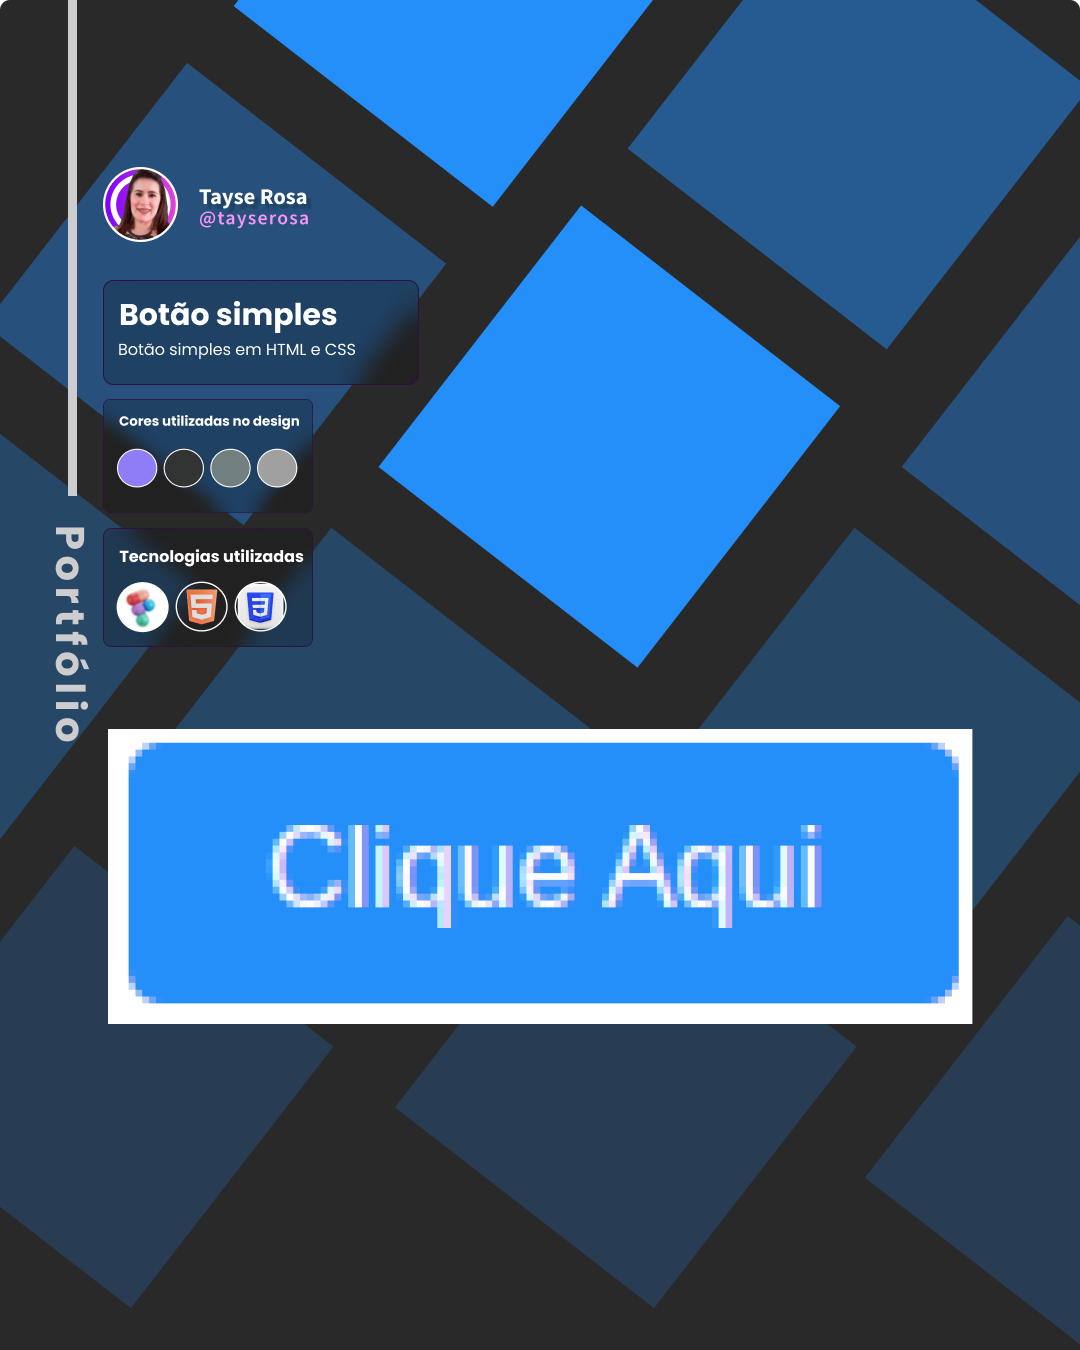 Tayse Rosa
@tayserosa
Botão simples
Botão simples em HTML e CSS
Cores utilizadas no design
Tecnologias utilizadas
5
3
Portfólio
Clique Aqui